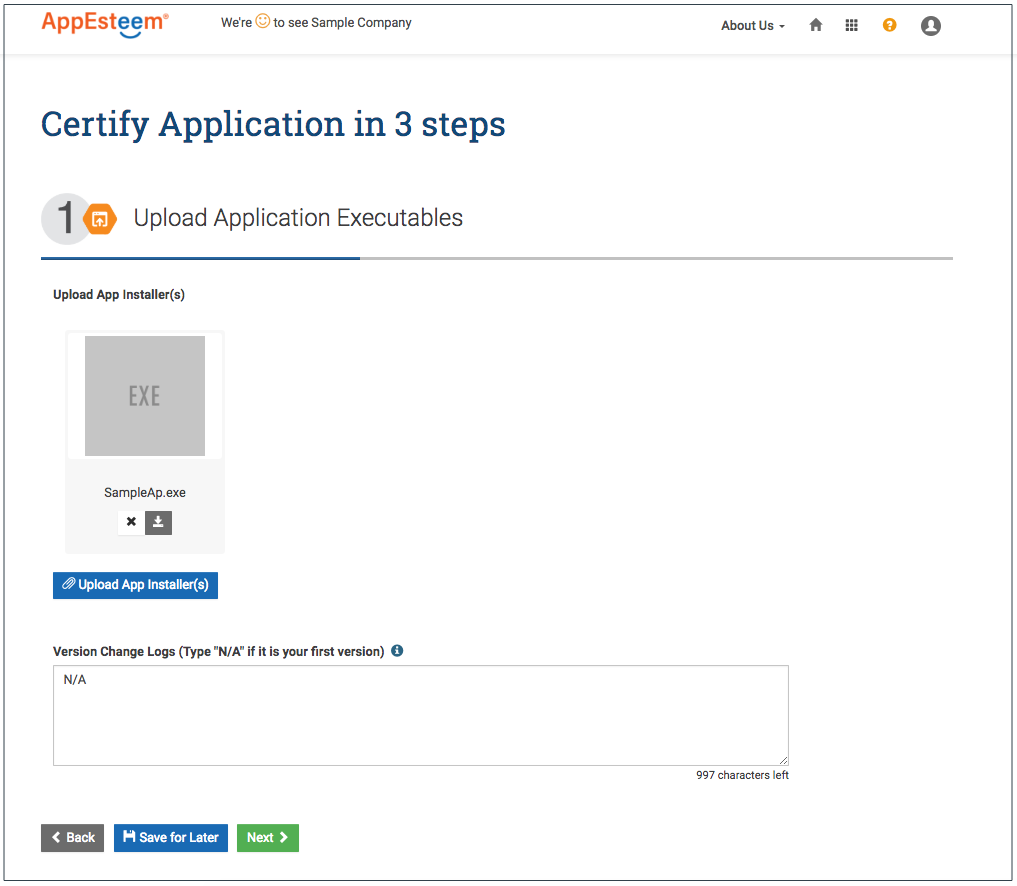 AppEsteem®
We're to see Sample Company
About Us
?
Certify Application in 3 steps
1
Upload Application Executables
Upload App Installer(s)
EXE
SampleAp.exe
Upload App Installer(s)
Version Change Logs (Type "N/A" if it is your first version)
N/A
997 characters left
Back
Save for Later
Next